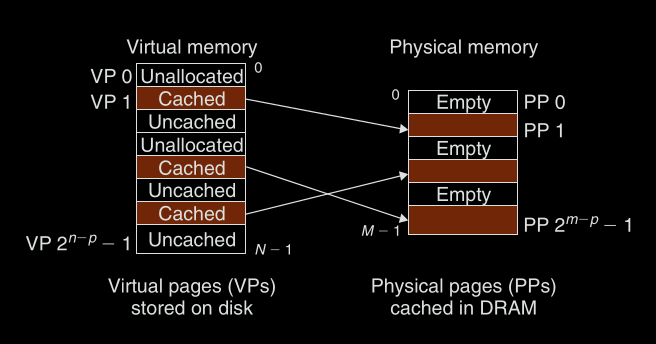 Virtual memory
Physical memory
VP 0 Unallocated 0
VP 1 Cached
Uncached
Unallocated
Cached
Uncached
Cached
VP 2ⁿ⁻ᵖ − 1 Uncached
N − 1
0 Empty PP 0
PP 1
Empty
Empty
M − 1 PP 2ᵐ⁻ᵖ − 1
Virtual pages (VPs)
stored on disk
Physical pages (PPs)
cached in DRAM